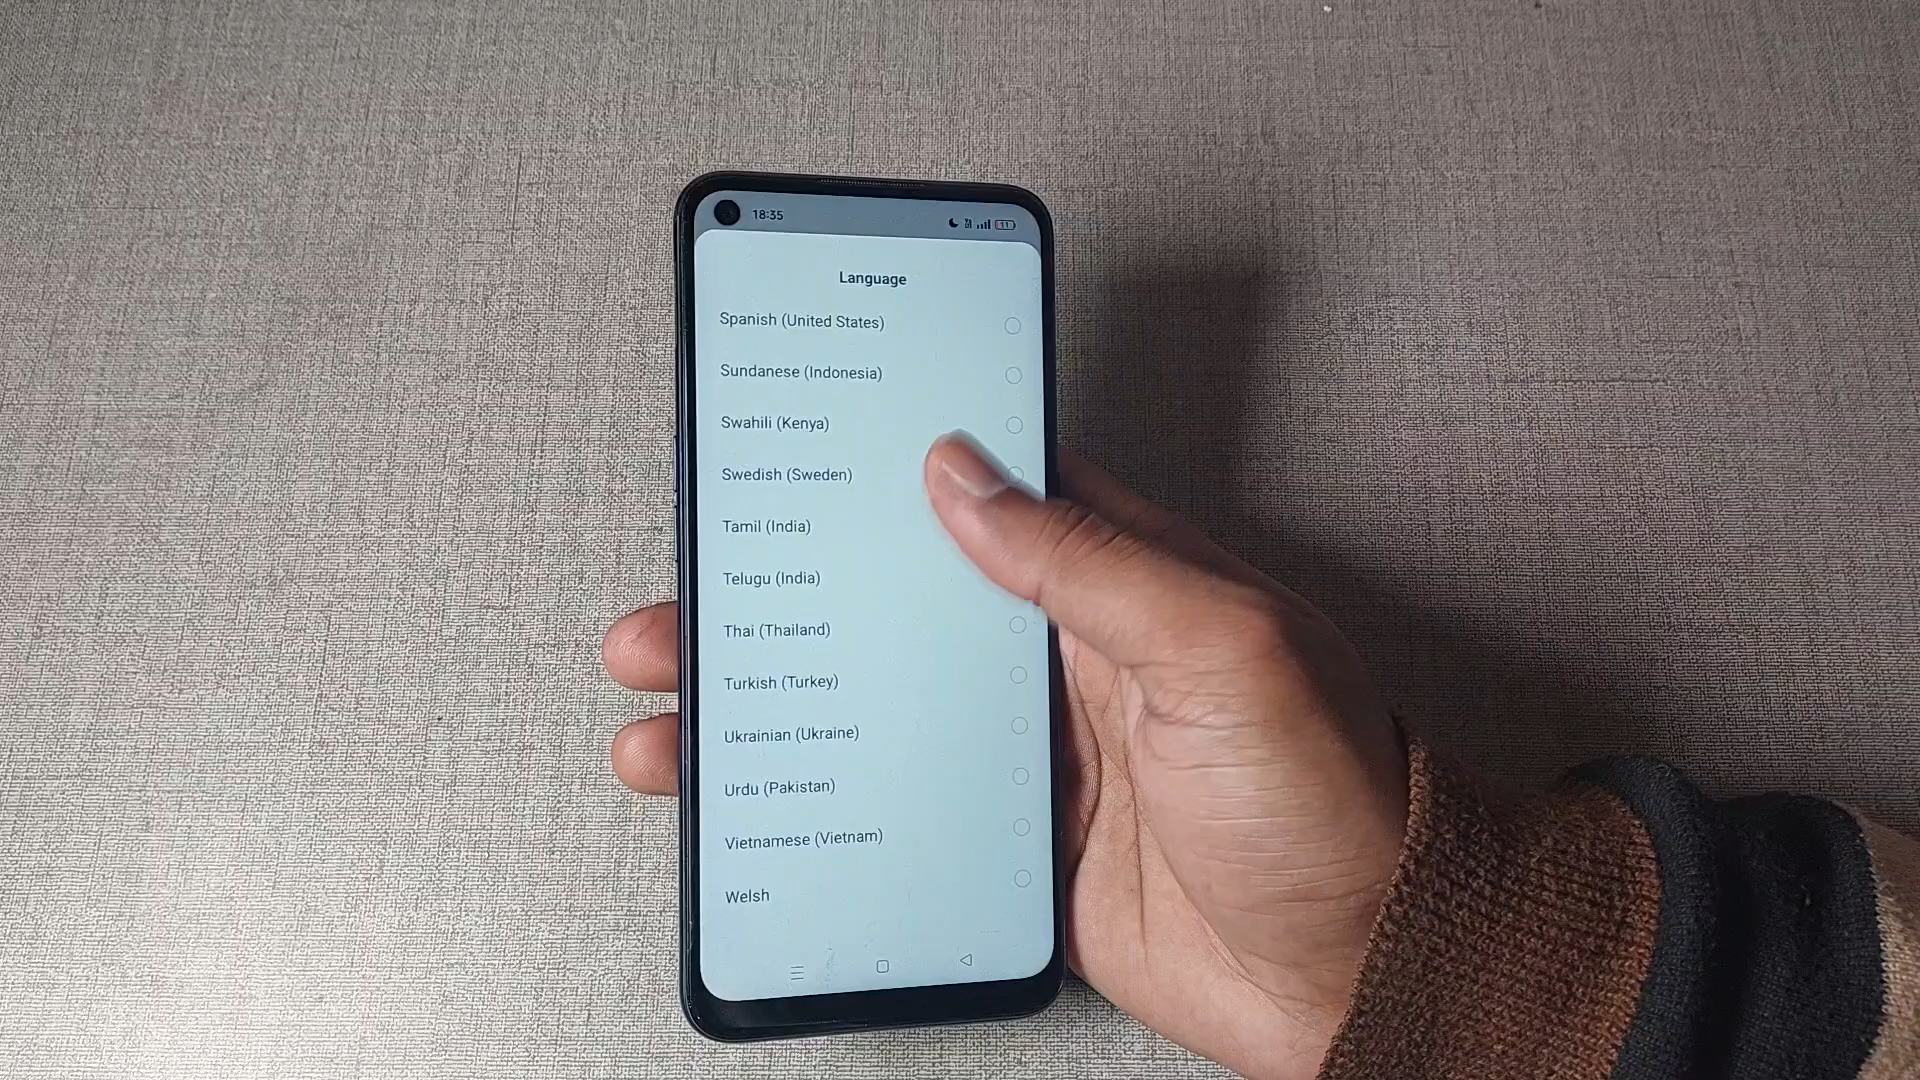 18:35
11
Language
Spanish (United States)
Sundanese (Indonesia)
Swahili (Kenya)
Swedish (Sweden)
Tamil (India)
Telugu (India)
Thai (Thailand)
Turkish (Turkey)
Ukrainian (Ukraine)
Urdu (Pakistan)
Vietnamese (Vietnam)
Welsh